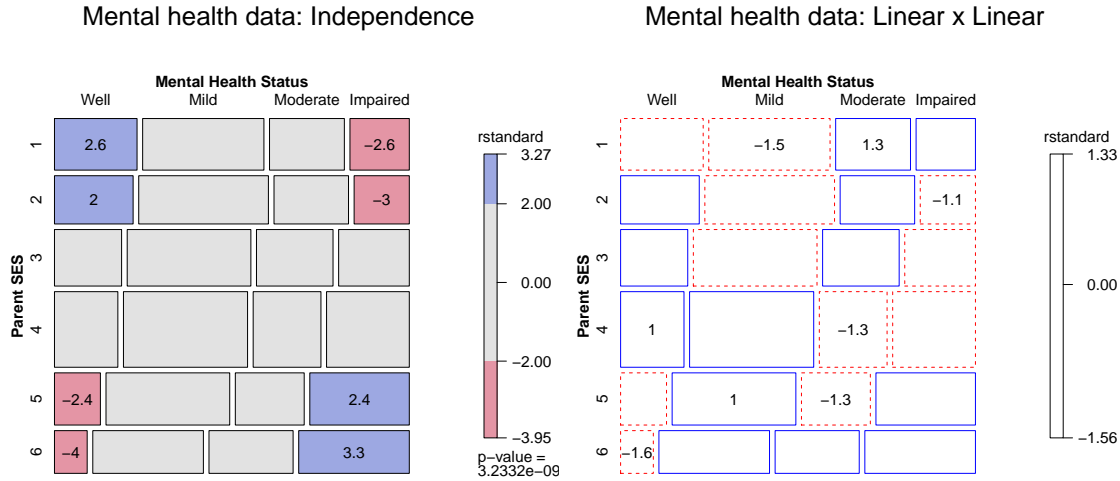 Mental health data: Independence
Mental Health Status
Well Mild Moderate Impaired
Parent SES
1 2.6 −2.6
2 2 −3
3
4
5 −2.4 2.4
6 −4 3.3
rstandard
3.27
2.00
0.00
−2.00
−3.95
p−value =
3.2332e−09
Mental health data: Linear x Linear
Mental Health Status
Well Mild Moderate Impaired
Parent SES
1 −1.5 1.3
2 −1.1
3
4 1 −1.3
5 1 −1.3
6 −1.6
rstandard
1.33
0.00
−1.56